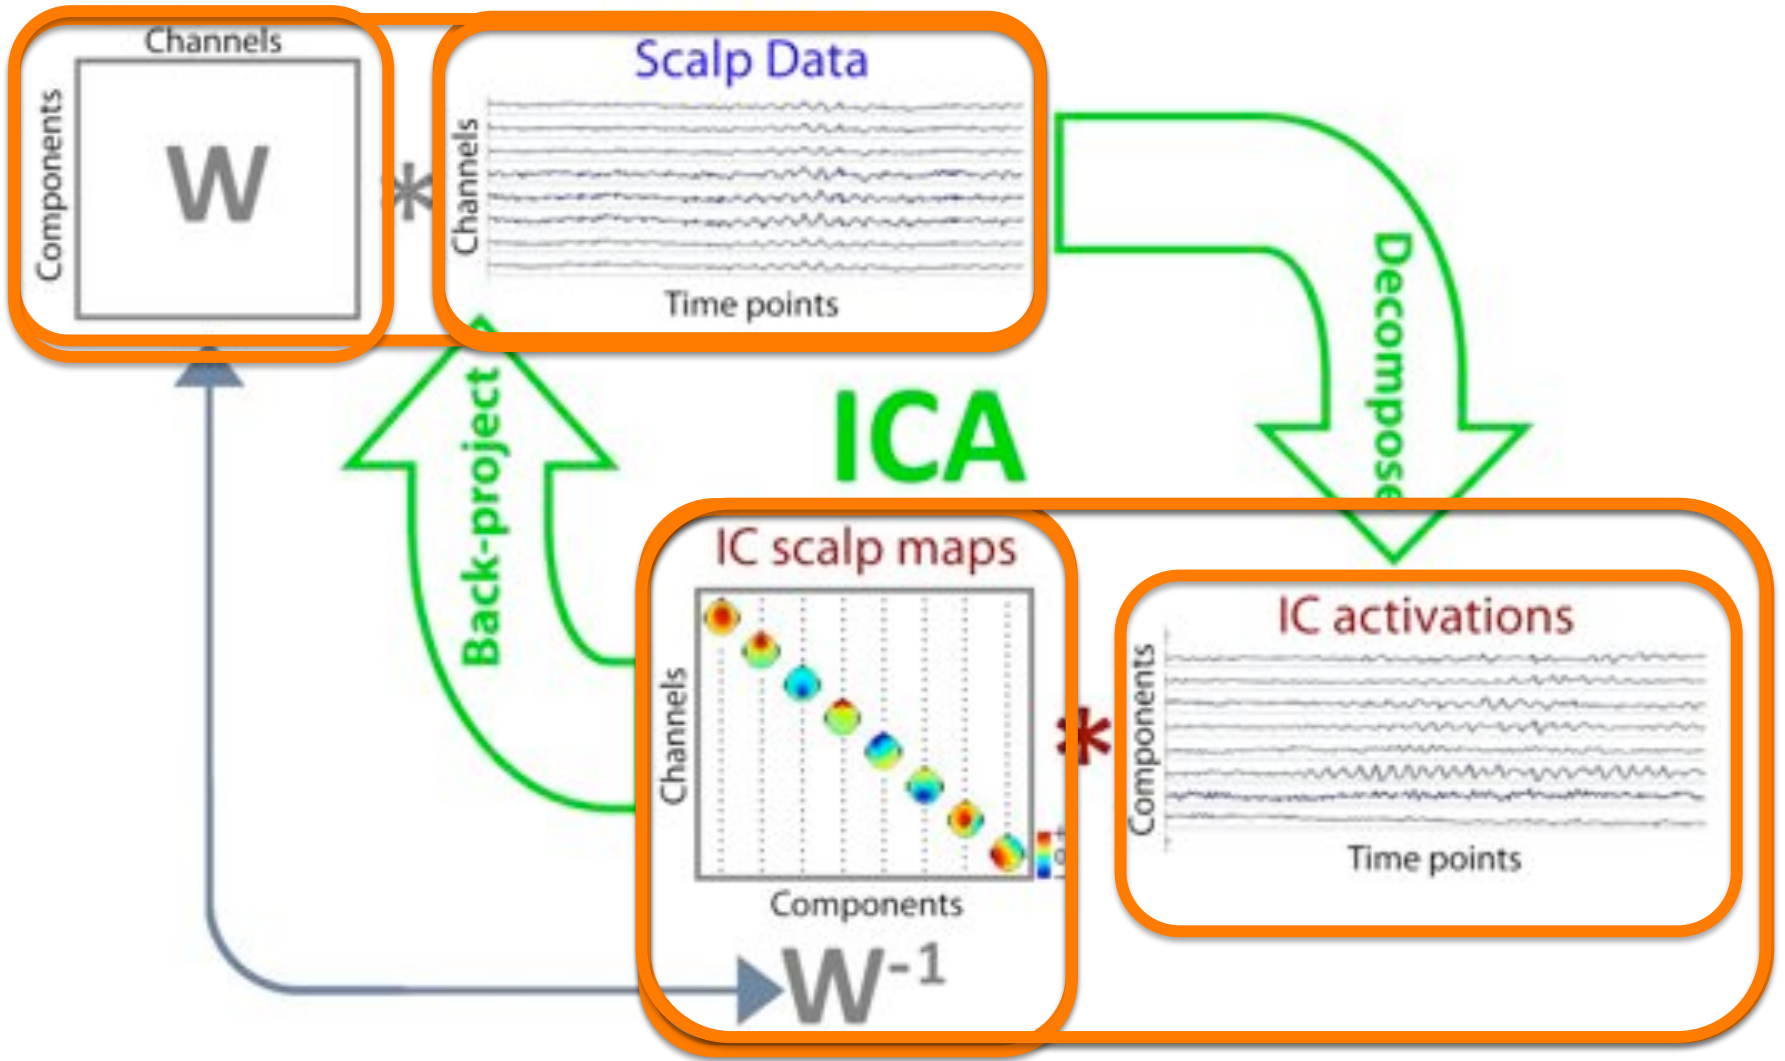 Channels
Components
W
*
Scalp Data
Channels
Time points
Decompose
Back-project
ICA
IC scalp maps
Channels
Components
W-1
*
IC activations
Components
Time points